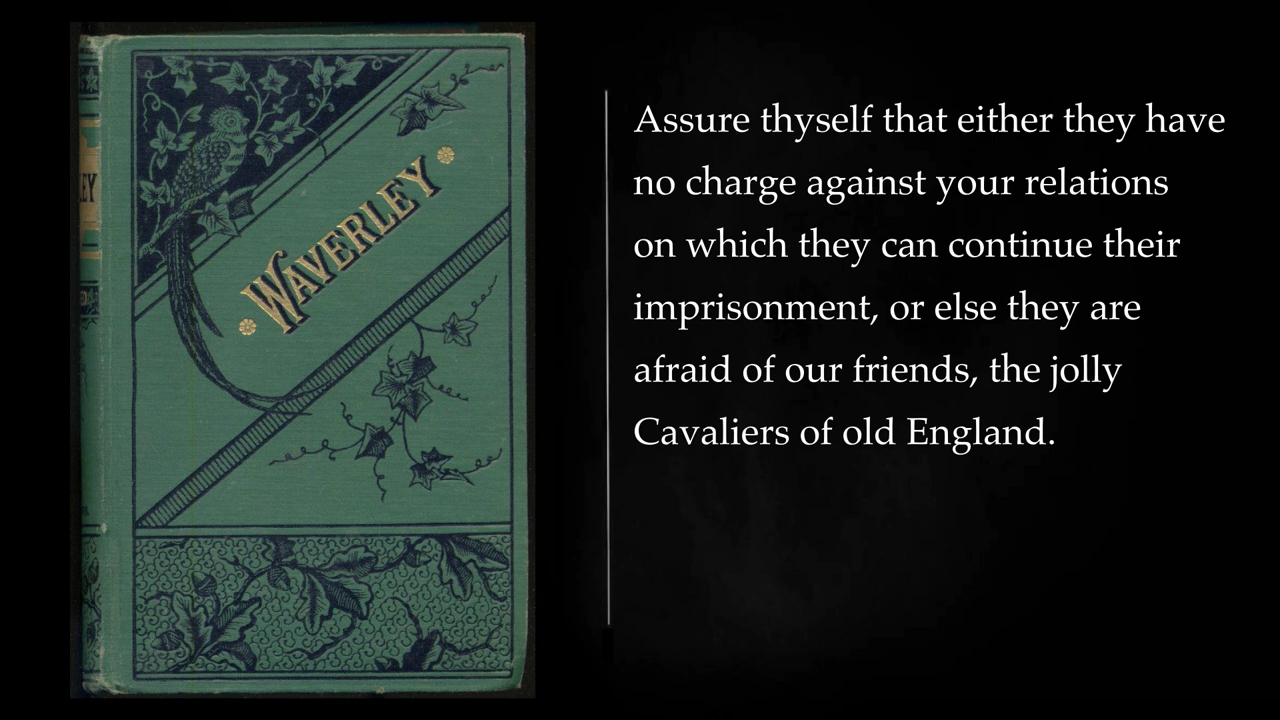 WAVERLEY
EY
Assure thyself that either they have
no charge against your relations
on which they can continue their
imprisonment, or else they are
afraid of our friends, the jolly
Cavaliers of old England.